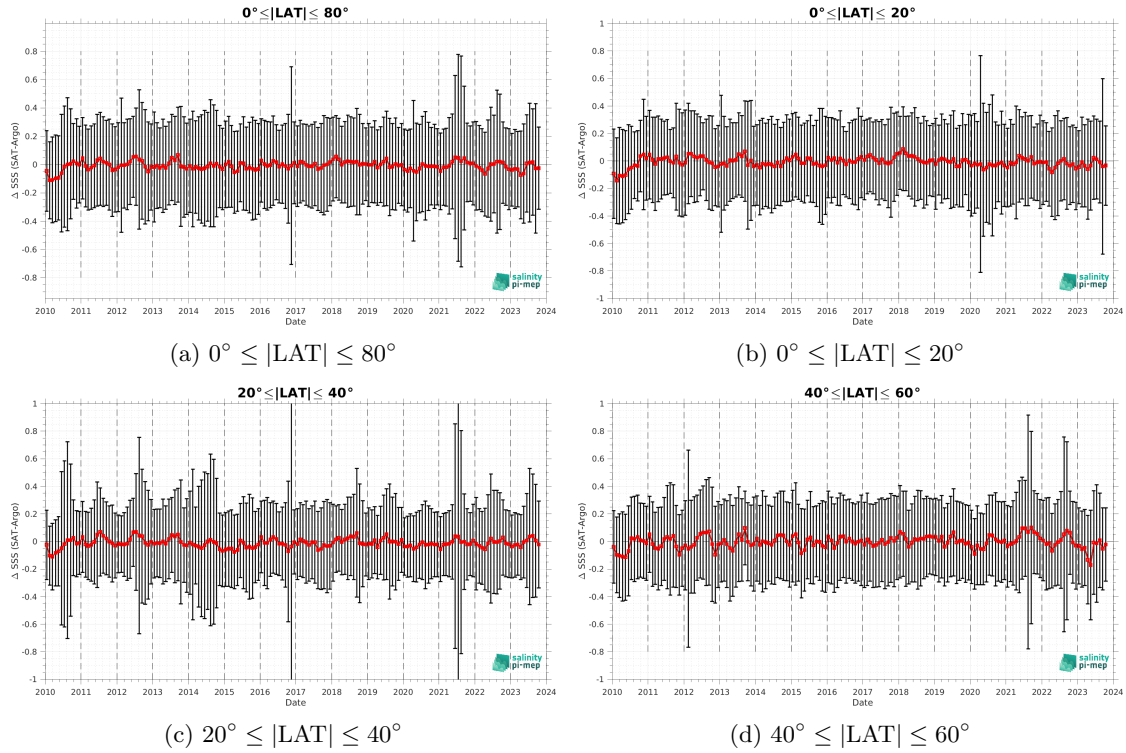 0°≤|LAT|≤ 80°
0.8
0.6
0.4
0.2
0
-0.2
-0.4
-0.6
-0.8
Δ SSS (SAT-Argo)
salinity
pi-mep
2010 2011 2012 2013 2014 2015 2016 2017 2018 2019 2020 2021 2022 2023 2024
Date
(a) 0° ≤ |LAT| ≤ 80°
0°≤|LAT|≤ 20°
1
0.8
0.6
0.4
0.2
0
-0.2
-0.4
-0.6
-0.8
-1
Δ SSS (SAT-Argo)
salinity
pi-mep
2010 2011 2012 2013 2014 2015 2016 2017 2018 2019 2020 2021 2022 2023 2024
Date
(b) 0° ≤ |LAT| ≤ 20°
20°≤|LAT|≤ 40°
1
0.8
0.6
0.4
0.2
0
-0.2
-0.4
-0.6
-0.8
-1
Δ SSS (SAT-Argo)
salinity
pi-mep
2010 2011 2012 2013 2014 2015 2016 2017 2018 2019 2020 2021 2022 2023 2024
Date
(c) 20° ≤ |LAT| ≤ 40°
40°≤|LAT|≤ 60°
1
0.8
0.6
0.4
0.2
0
-0.2
-0.4
-0.6
-0.8
-1
Δ SSS (SAT-Argo)
salinity
pi-mep
2010 2011 2012 2013 2014 2015 2016 2017 2018 2019 2020 2021 2022 2023 2024
Date
(d) 40° ≤ |LAT| ≤ 60°